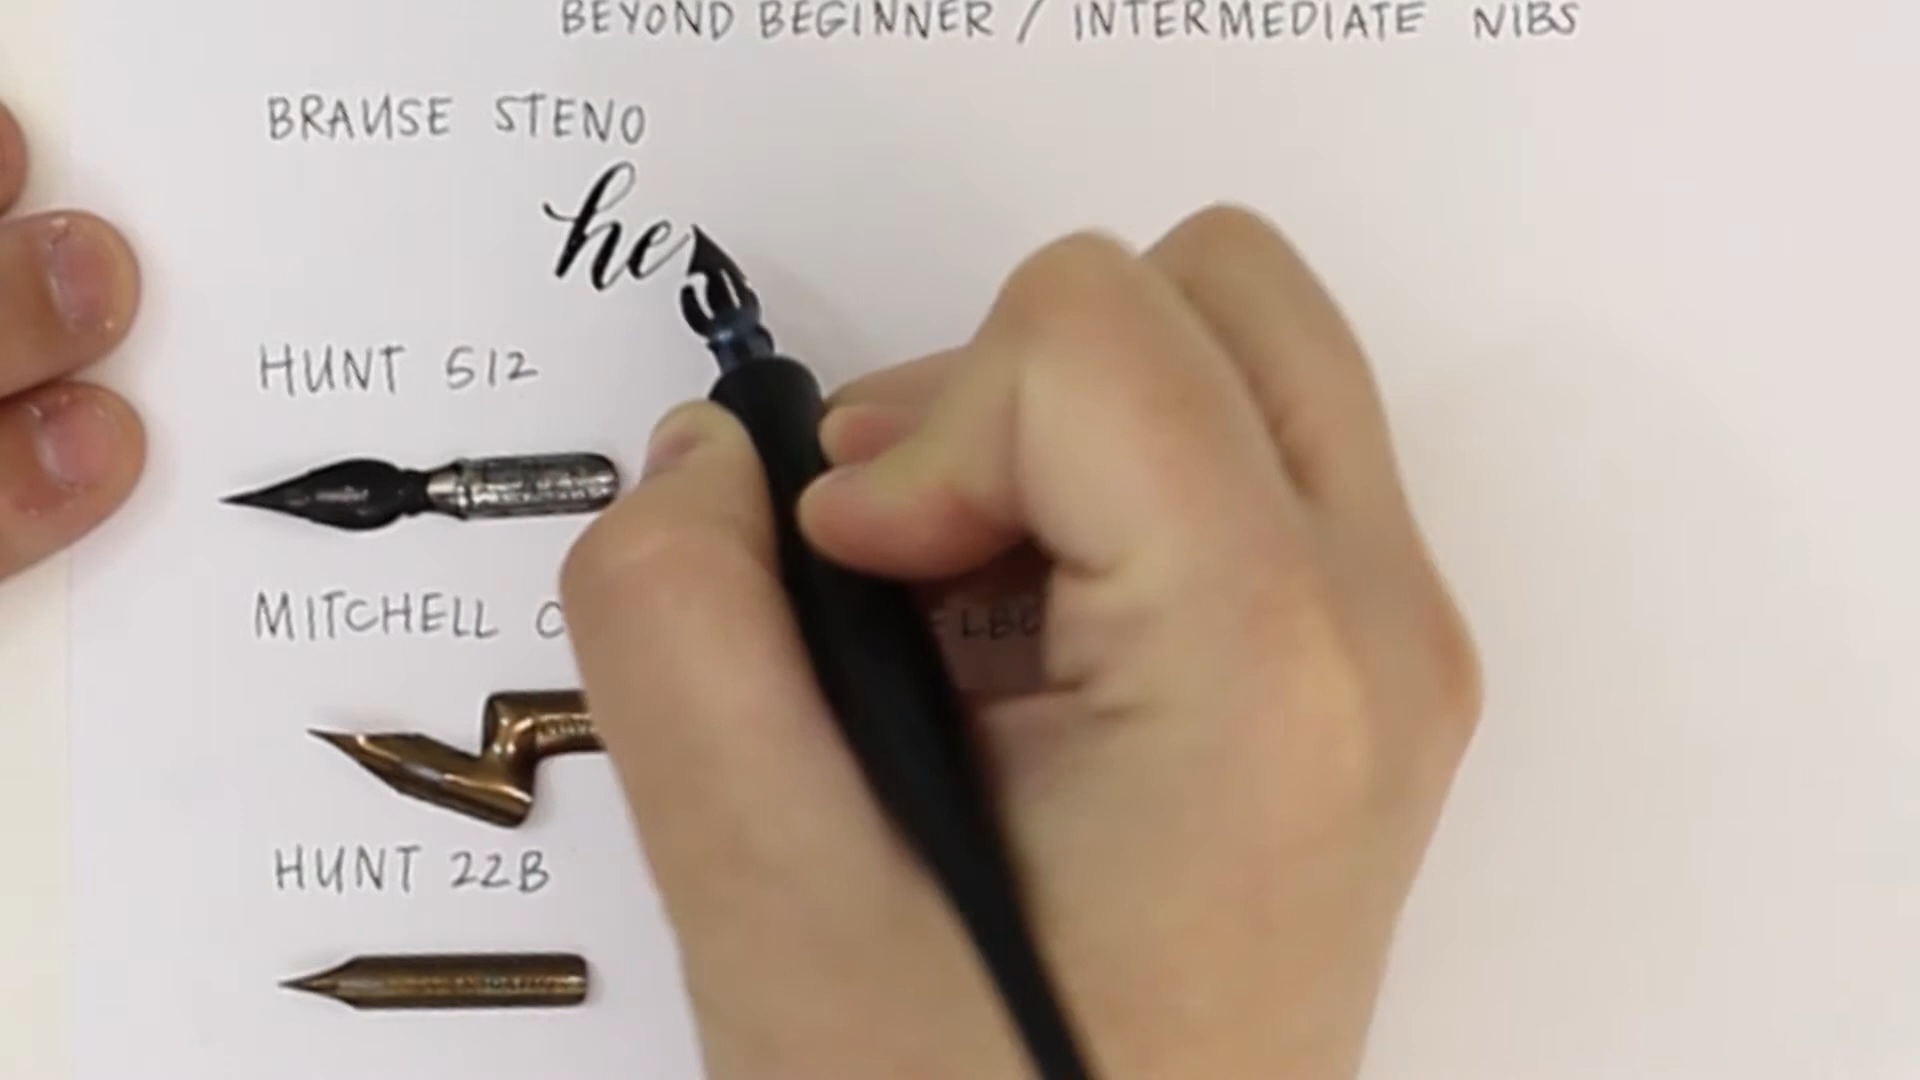 BEYOND BEGINNER / INTERMEDIATE NIBS
BRAUSE STENO
he
HUNT 512
MITCHELL
HUNT 22B